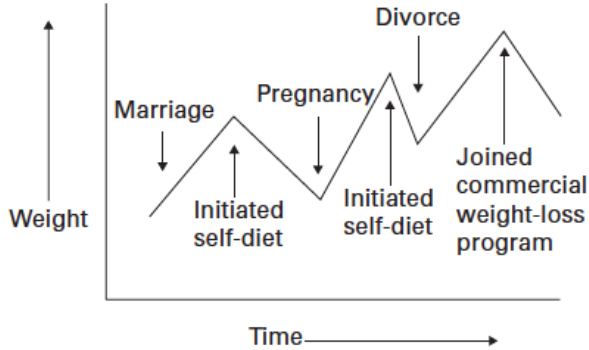 Divorce
Pregnancy
Marriage
Weight
Initiated
self-diet
Initiated
self-diet
Joined
commercial
weight-loss
program
Time